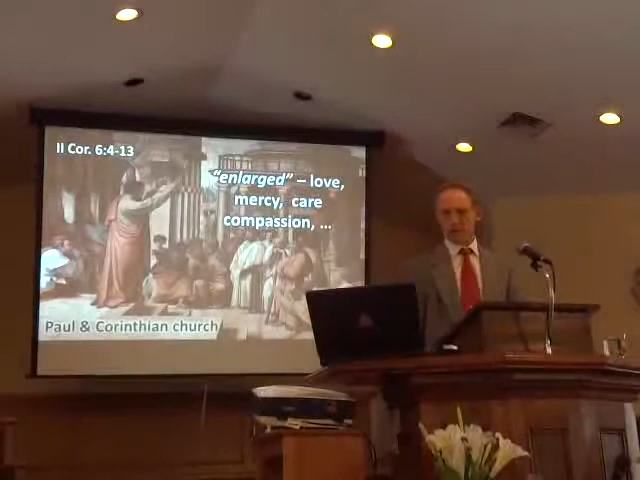 II Cor. 6:4-13
"enlarged" – love,
mercy, care
compassion, ...
Paul & Corinthian church